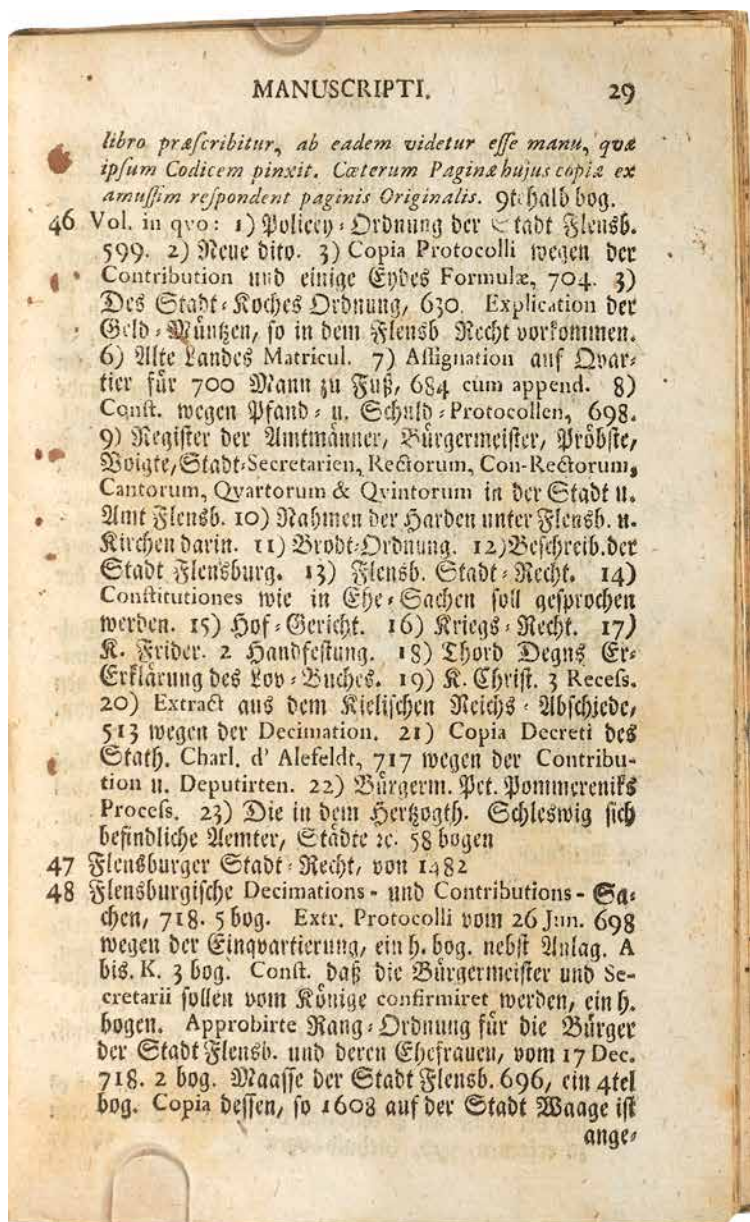 MANUSCRIPTI. 29
libro præſcribitur, ab eadem videtur eſſe manu, qvæ
ipſum Codicem pinxit. Cæterum Paginæ hujus copiæ ex
amuſſim reſpondent paginis Originalis. 9tehalb bog.
46 Vol. in qvo: 1) Policey-Ordnung der Stadt Flensb.
599. 2) Neue dito. 3) Copia Protocolli wegen der
Contribution und einige Eydes Formulæ, 704. 3)
Des Stadt-Koches Ordnung, 630. Explication der
Geld-Müntzen, ſo in dem Flensb Recht vorkommen.
6) Alte Landes Matricul. 7) Aſſignation auf Qvar-
tier für 700 Mann zu Fuß, 684 cum append. 8)
Conſt. wegen Pfand- u. Schuld-Protocollen, 698.
9) Regiſter der Amtmänner, Bürgermeiſter, Pröbſte,
Voigte, Stadt-Secretarien, Rectorum, Con-Rectorum,
Cantorum, Qvartorum & Qvintorum in der Stadt u.
Amt Flensb. 10) Nahmen der Harden unter Flensb. u.
Kirchen darin. 11) Brodt-Ordnung. 12) Beſchreib. der
Stadt Flensburg. 13) Flensb. Stadt-Recht. 14)
Conſtitutiones wie in Ehe-Sachen ſoll geſprochen
werden. 15) Hof-Gericht. 16) Kriegs-Recht. 17)
K. Frider. 2 Handfeſtung. 18) Thord Degns Er-
Erklärung des Lov-Buches. 19) K. Chriſt. 3 Receſs.
20) Extract aus dem Kieliſchen Reichs-Abſchiede,
513 wegen der Decimation. 21) Copia Decreti des
Stath. Charl. d' Alefeldt, 717 wegen der Contribu-
tion u. Deputirten. 22) Bürgerm. Pet. Pommereniks
Proceſs. 23) Die in dem Hertzogth. Schleswig ſich
befindliche Aemter, Städte ꝛc. 58 bogen
47 Flensburger Stadt-Recht, von 1482
48 Flensburgiſche Decimations- und Contributions-Sa-
chen, 718. 5 bog. Extr. Protocolli vom 26 Jun. 698
wegen der Einqvartierung, ein h. bog. nebſt Anlag. A
bis. K. 3 bog. Conſt. daß die Bürgermeiſter und Se-
cretarii ſollen vom Könige confirmiret werden, ein h.
bogen. Approbirte Rang-Ordnung für die Bürger
der Stadt Flensb. und deren Ehefrauen, vom 17 Dec.
718. 2 bog. Maaſſe der Stadt Flensb. 696, ein 4tel
bog. Copia deſſen, ſo 1608 auf der Stadt Waage iſt
ange-